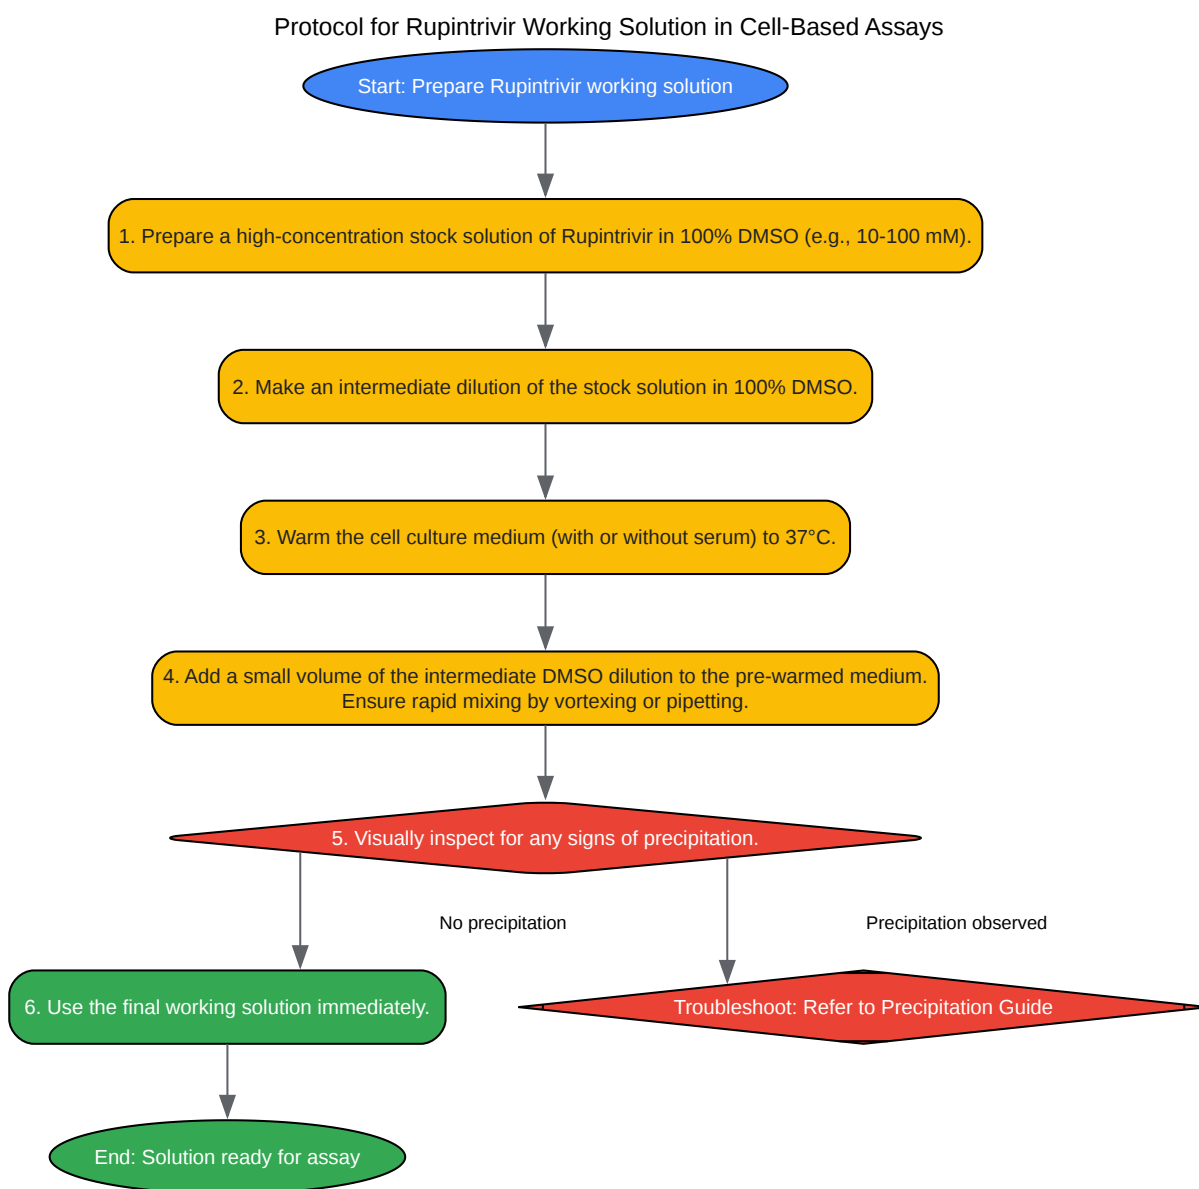 Protocol for Rupintrivir Working Solution in Cell-Based Assays
Start: Prepare Rupintrivir working solution
1. Prepare a high-concentration stock solution of Rupintrivir in 100% DMSO (e.g., 10-100 mM).
2. Make an intermediate dilution of the stock solution in 100% DMSO.
3. Warm the cell culture medium (with or without serum) to 37°C.
4. Add a small volume of the intermediate DMSO dilution to the pre-warmed medium.
Ensure rapid mixing by vortexing or pipetting.
5. Visually inspect for any signs of precipitation.
No precipitation
Precipitation observed
6. Use the final working solution immediately.
Troubleshoot: Refer to Precipitation Guide
End: Solution ready for assay